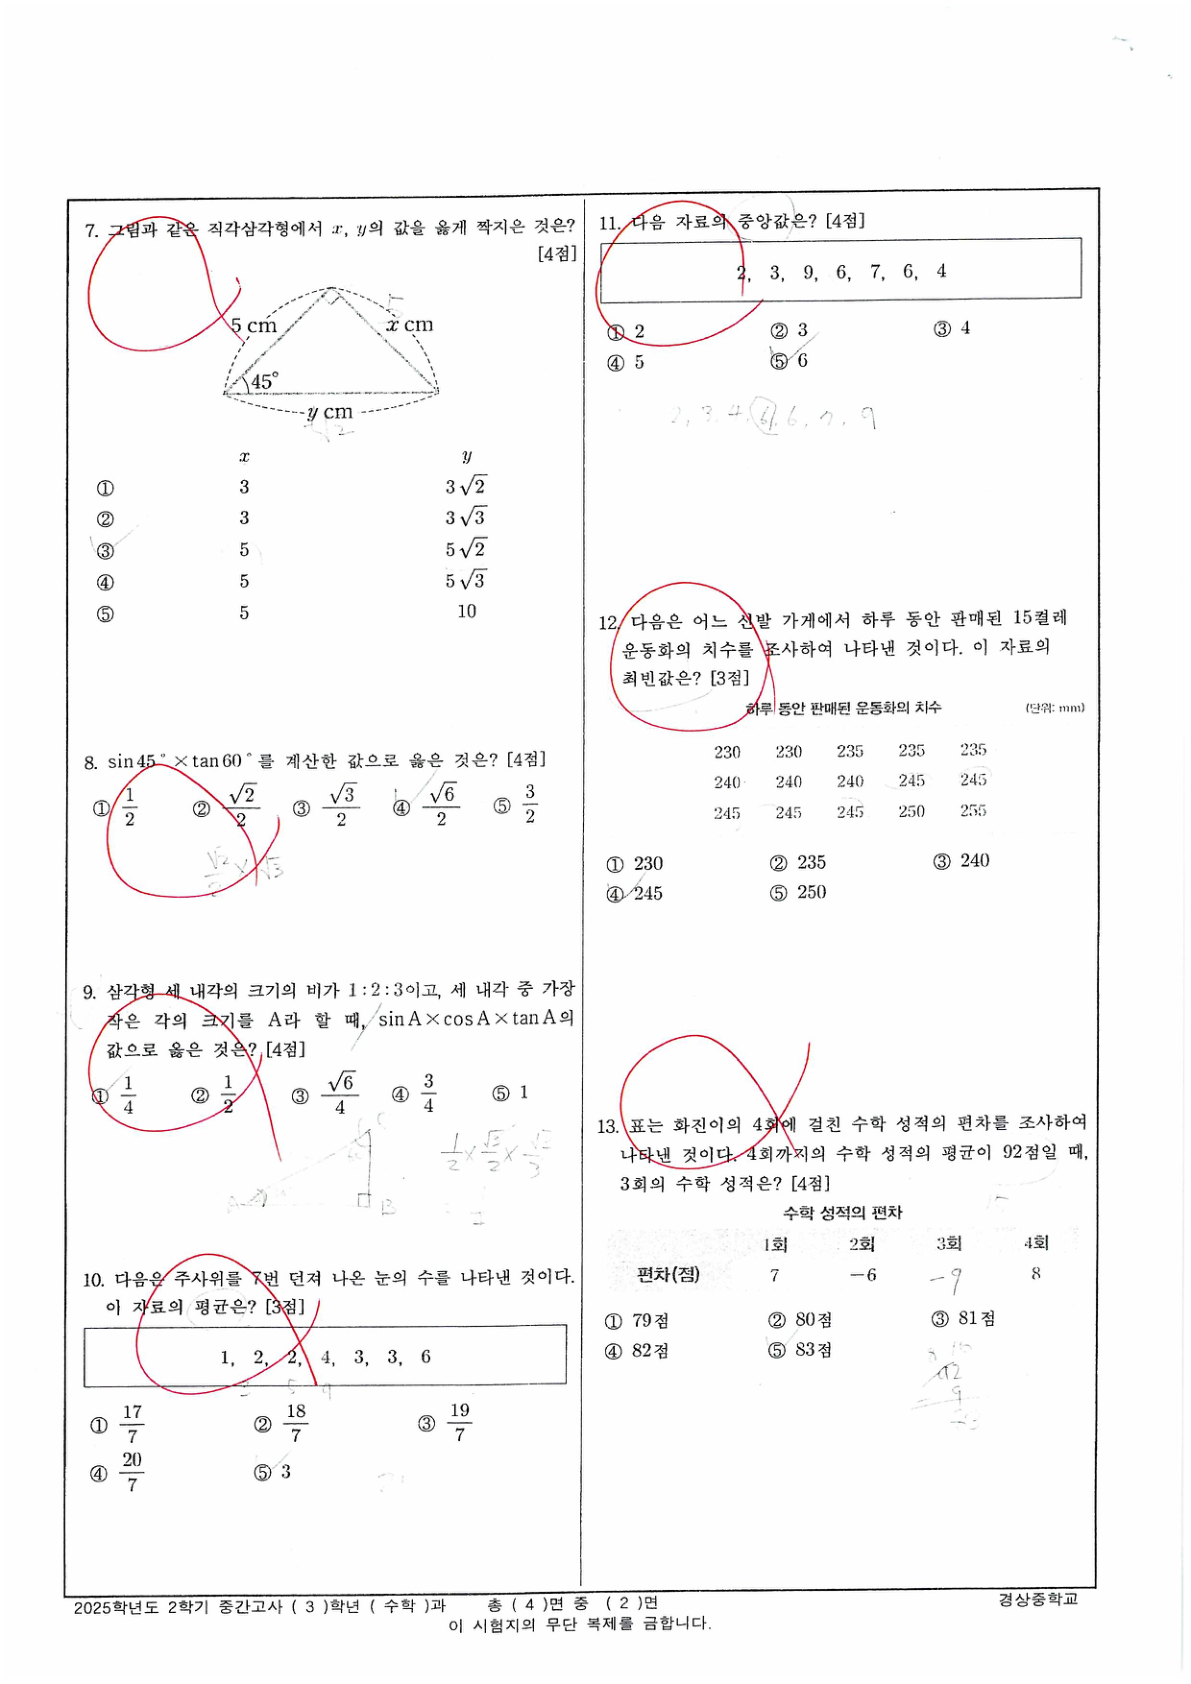 7. 그림과 같은 직각삼각형에서 x, y의 값을 옳게 짝지은 것은?
[4점]
5 cm
x cm
5
45°
y cm
x y
① 3 3√2
② 3 3√3
③ 5 5√2
④ 5 5√3
⑤ 5 10
8. sin45°×tan60°를 계산한 값으로 옳은 것은? [4점]
① 1/2 ② √2/2 ③ √3/2 ④ √6/2 ⑤ 3/2
√2/2 × √3
9. 삼각형 세 내각의 크기의 비가 1:2:3이고, 세 내각 중 가장
작은 각의 크기를 A라 할 때, sinA×cosA×tanA의
값으로 옳은 것은? [4점]
① 1/4 ② 1/2 ③ √6/4 ④ 3/4 ⑤ 1
1/2 × √3/2 × √3/3
A
B
C
10. 다음은 주사위를 7번 던져 나온 눈의 수를 나타낸 것이다.
이 자료의 평균은? [3점]
1, 2, 2, 4, 3, 3, 6
3 5 9
① 17/7 ② 18/7 ③ 19/7
④ 20/7 ⑤ 3
11. 다음 자료의 중앙값은? [4점]
2, 3, 9, 6, 7, 6, 4
① 2 ② 3 ③ 4
④ 5 ⑤ 6
2, 3, 4, 6, 6, 7, 9
12. 다음은 어느 신발 가게에서 하루 동안 판매된 15켤레
운동화의 치수를 조사하여 나타낸 것이다. 이 자료의
최빈값은? [3점]
하루 동안 판매된 운동화의 치수 (단위: mm)
230 230 235 235 235
240 240 240 245 245
245 245 245 250 255
① 230 ② 235 ③ 240
④ 245 ⑤ 250
13. 표는 화진이의 4회에 걸친 수학 성적의 편차를 조사하여
나타낸 것이다. 4회까지의 수학 성적의 평균이 92점일 때,
3회의 수학 성적은? [4점]
15
수학 성적의 편차
1회 2회 3회 4회
편차(점) 7 −6 -9 8
① 79점 ② 80점 ③ 81점
④ 82점 ⑤ 83점
2025학년도 2학기 중간고사 ( 3 )학년 ( 수학 )과 총 ( 4 )면 중 ( 2 )면 경상중학교
이 시험지의 무단 복제를 금합니다.